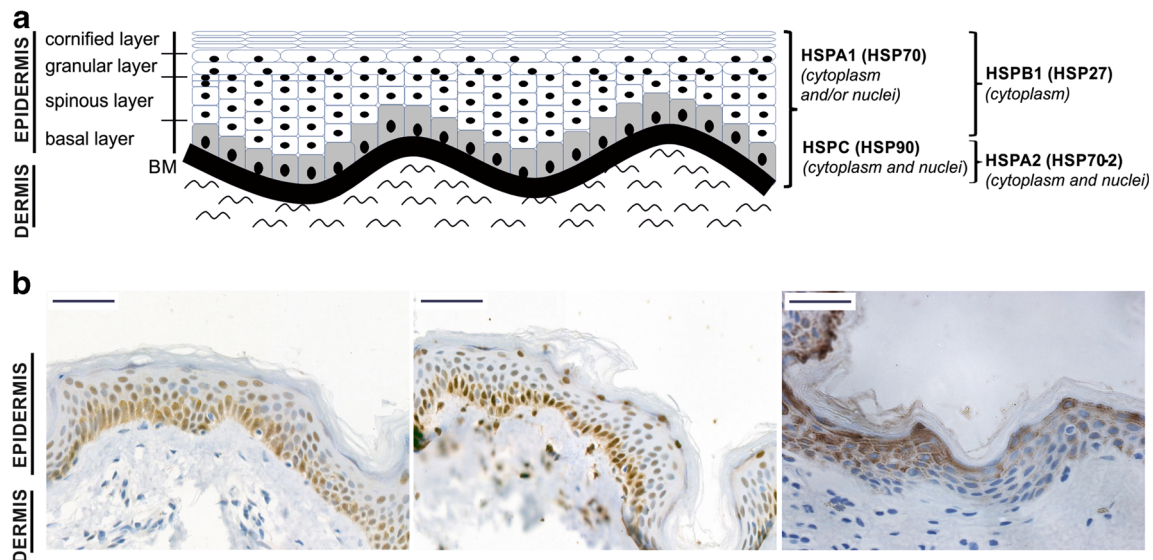 a
EPIDERMIS
DERMIS
cornified layer
granular layer
spinous layer
basal layer
BM
HSPA1 (HSP70)
(cytoplasm
and/or nuclei)
HSPC (HSP90)
(cytoplasm and nuclei)
HSPB1 (HSP27)
(cytoplasm)
HSPA2 (HSP70-2)
(cytoplasm and nuclei)
b
EPIDERMIS
DERMIS